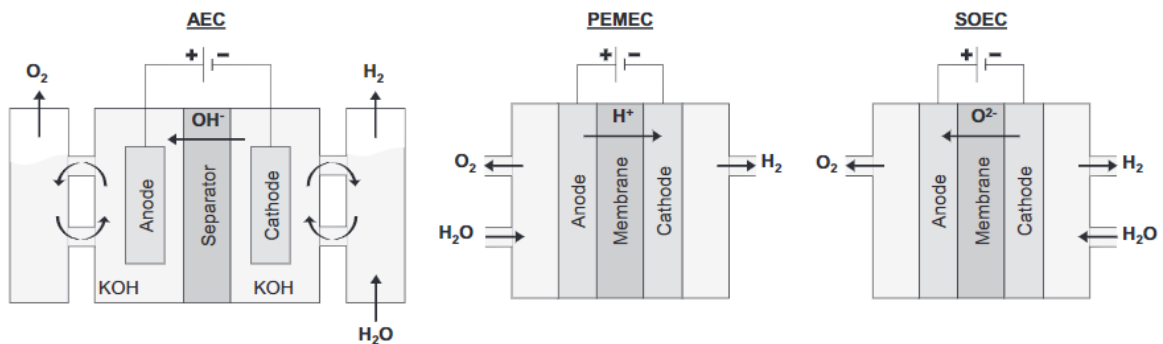 AEC
+ −
O₂
H₂
OH⁻
Anode
Separator
Cathode
KOH
KOH
H₂O
PEMEC
+ −
H⁺
O₂
H₂
Anode
Membrane
Cathode
H₂O
SOEC
+ −
O²⁻
O₂
H₂
Anode
Membrane
Cathode
H₂O